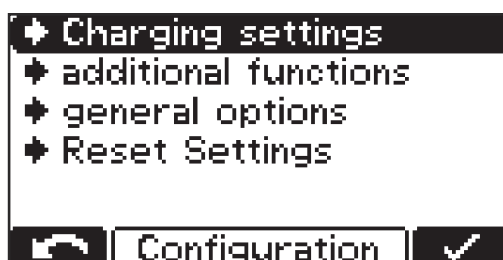 Charging settings
additional functions
general options
Reset Settings
Configuration